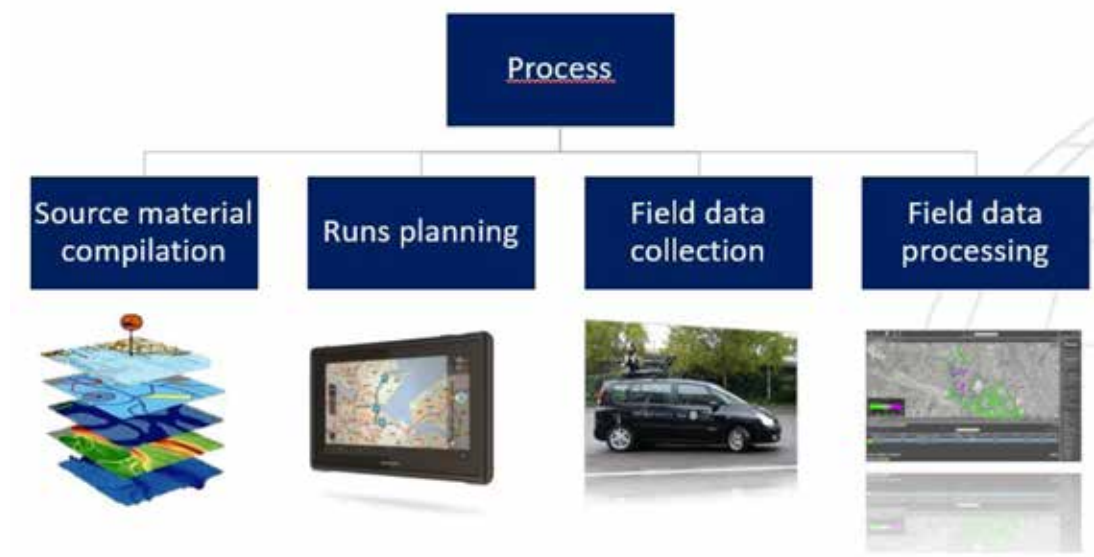 Process
Source material
compilation
Runs planning
Field data
collection
Field data
processing